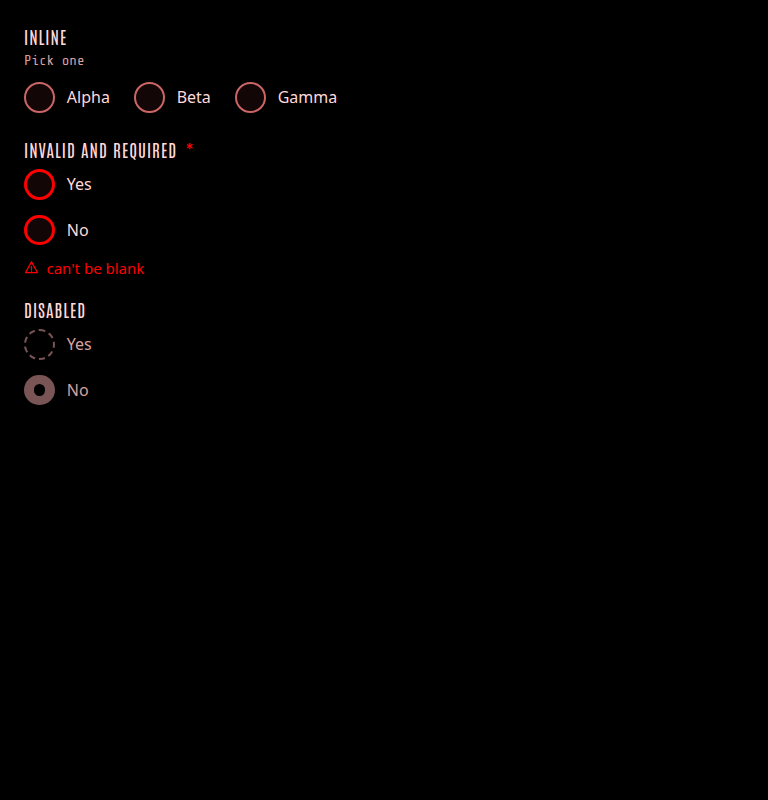 INLINE
Pick one
Alpha Beta Gamma
INVALID AND REQUIRED *
Yes
No
can't be blank
DISABLED
Yes
No